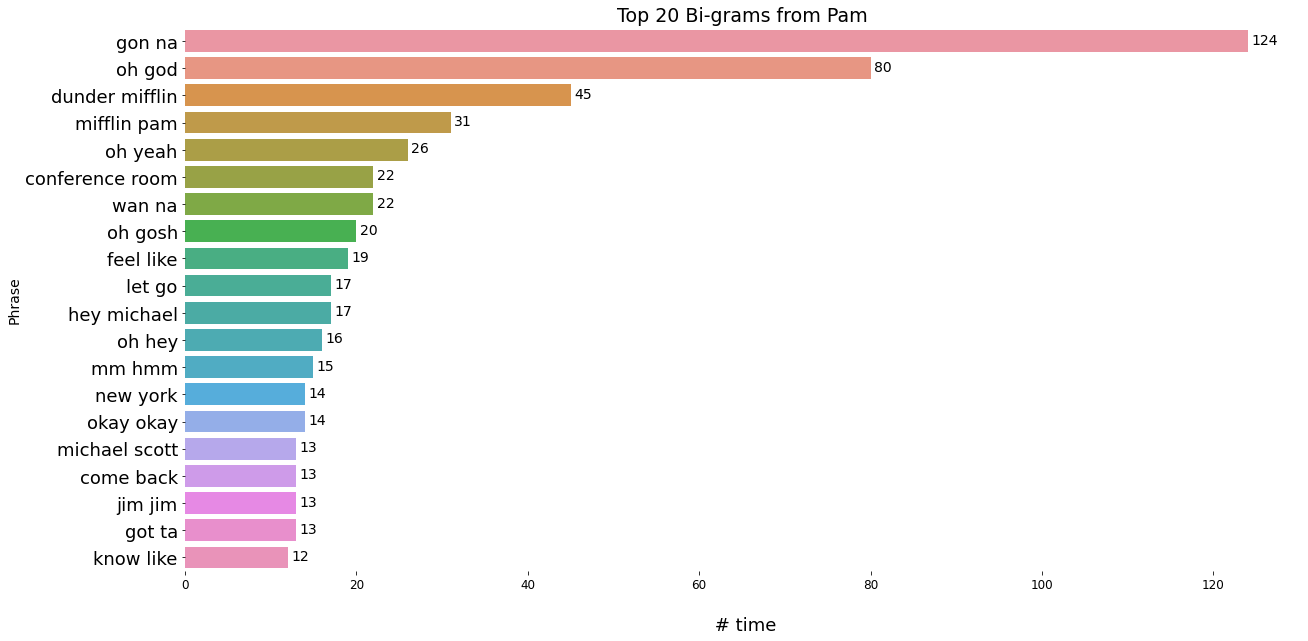 Top 20 Bi-grams from Pam
Phrase
gon na 124
oh god 80
dunder mifflin 45
mifflin pam 31
oh yeah 26
conference room 22
wan na 22
oh gosh 20
feel like 19
let go 17
hey michael 17
oh hey 16
mm hmm 15
new york 14
okay okay 14
michael scott 13
come back 13
jim jim 13
got ta 13
know like 12
0 20 40 60 80 100 120
# time